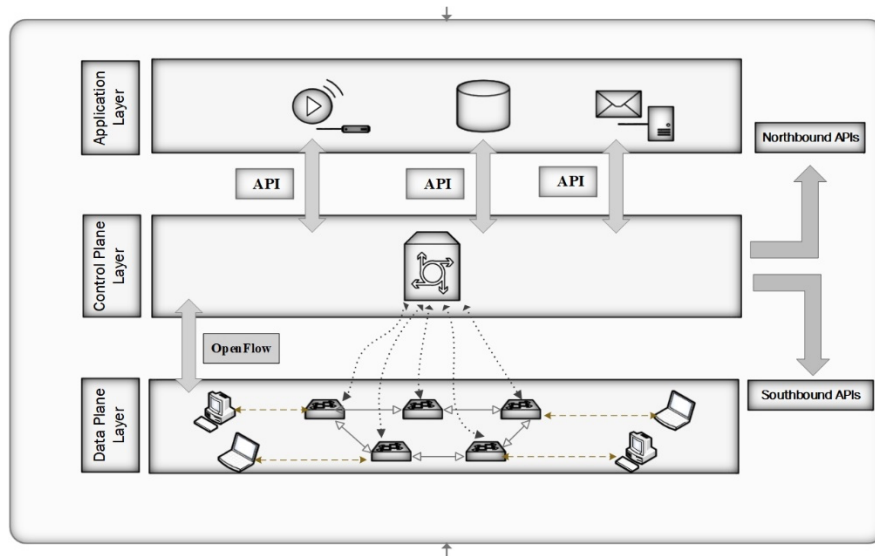 Application
Layer
Northbound APIs
API
API
API
Control Plane
Layer
OpenFlow
Data Plane
Layer
Southbound APIs